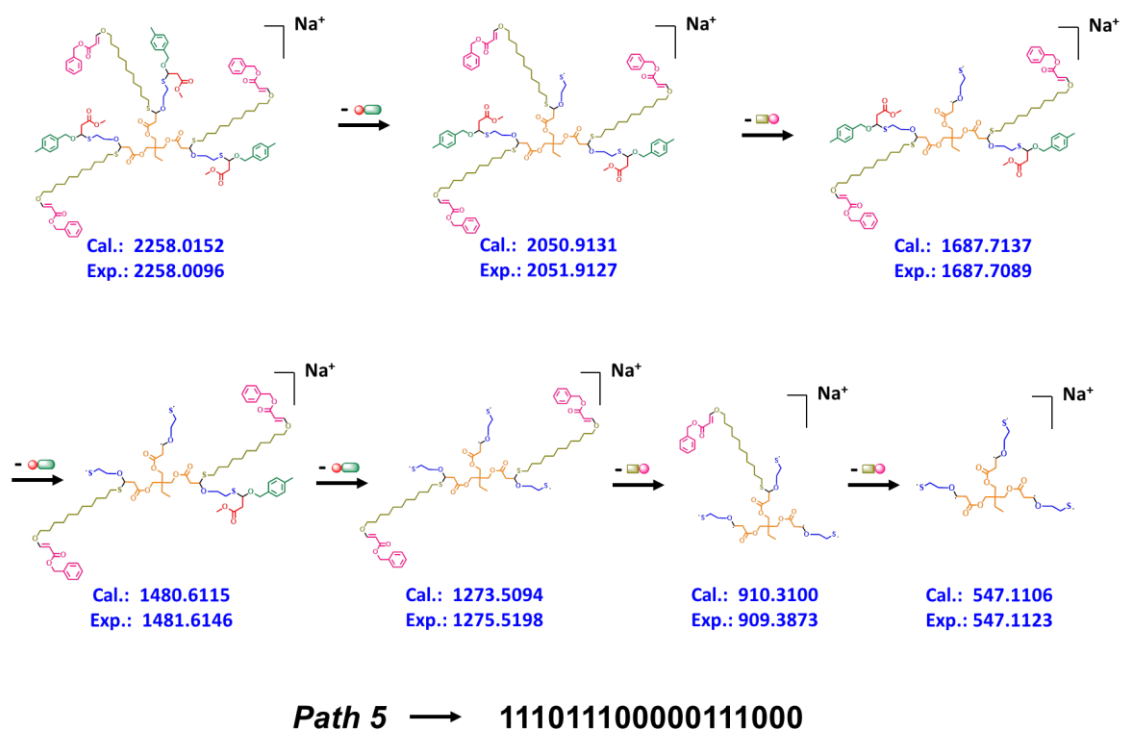 Na⁺
Na⁺
Na⁺
Cal.: 2258.0152
Exp.: 2258.0096
Cal.: 2050.9131
Exp.: 2051.9127
Cal.: 1687.7137
Exp.: 1687.7089
Na⁺
Na⁺
Na⁺
Na⁺
Cal.: 1480.6115
Exp.: 1481.6146
Cal.: 1273.5094
Exp.: 1275.5198
Cal.: 910.3100
Exp.: 909.3873
Cal.: 547.1106
Exp.: 547.1123
Path 5 → 111011100000111000